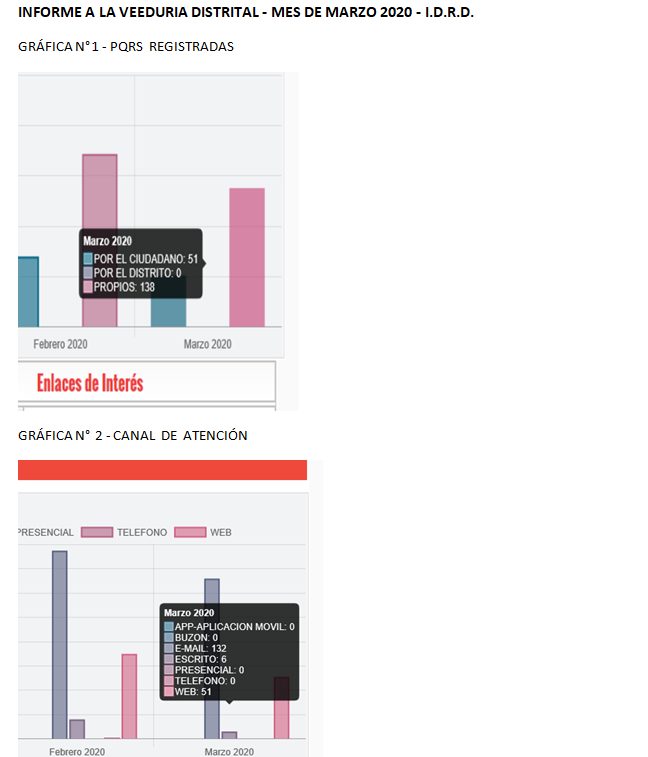 INFORME A LA VEEDURIA DISTRITAL - MES DE MARZO 2020 - I.D.R.D.
GRÁFICA N°1 - PQRS REGISTRADAS
Marzo 2020
POR EL CIUDADANO: 51
POR EL DISTRITO: 0
PROPIOS: 138
Febrero 2020 Marzo 2020
Enlaces de Interés
GRÁFICA N° 2 - CANAL DE ATENCIÓN
PRESENCIAL TELEFONO WEB
Marzo 2020
APP-APLICACION MOVIL: 0
BUZON: 0
E-MAIL: 132
ESCRITO: 6
PRESENCIAL: 0
TELEFONO: 0
WEB: 51
Febrero 2020 Marzo 2020